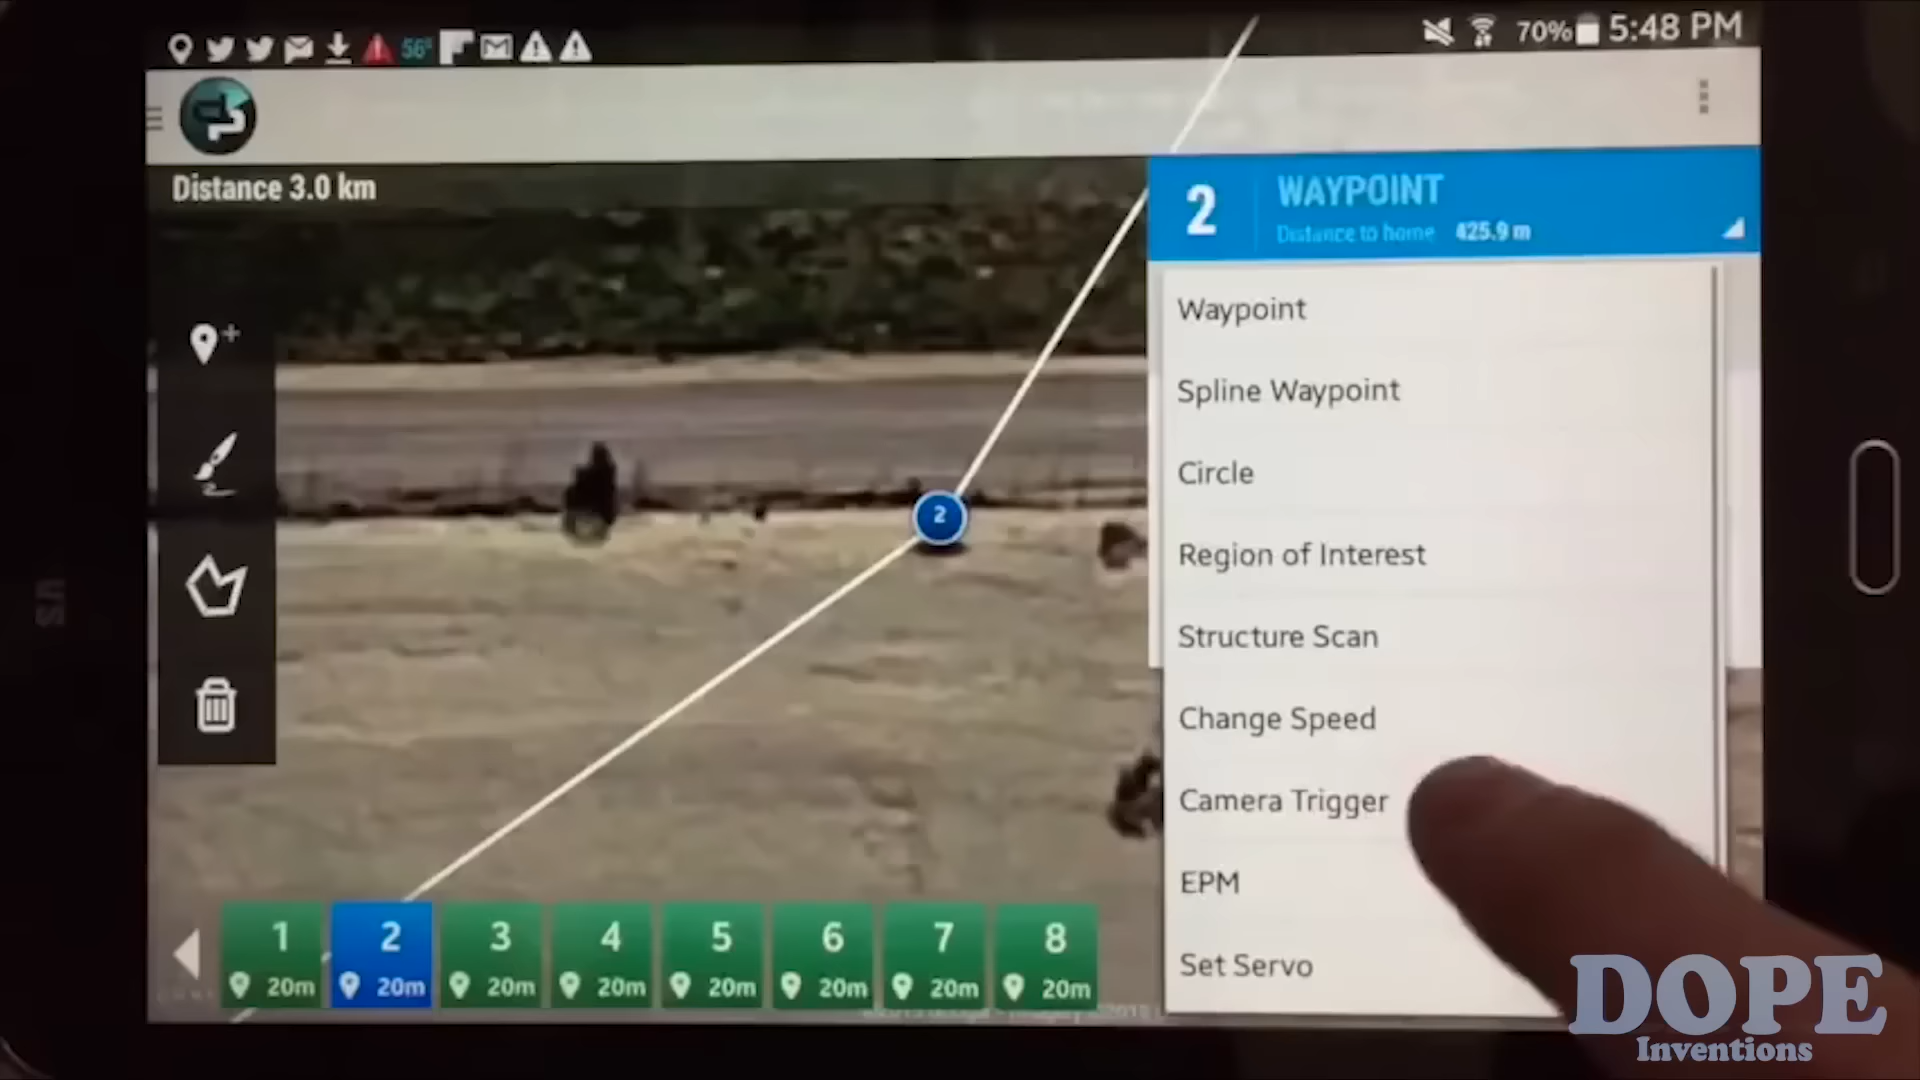 56°
70% 5:48 PM
Distance 3.0 km
2
WAYPOINT
Distance to home 425.9 m
Waypoint
Spline Waypoint
Circle
Region of Interest
Structure Scan
Change Speed
Camera Trigger
EPM
Set Servo
2
1 2 3 4 5 6 7 8
20m 20m 20m 20m 20m 20m 20m 20m
DOPE
Inventions